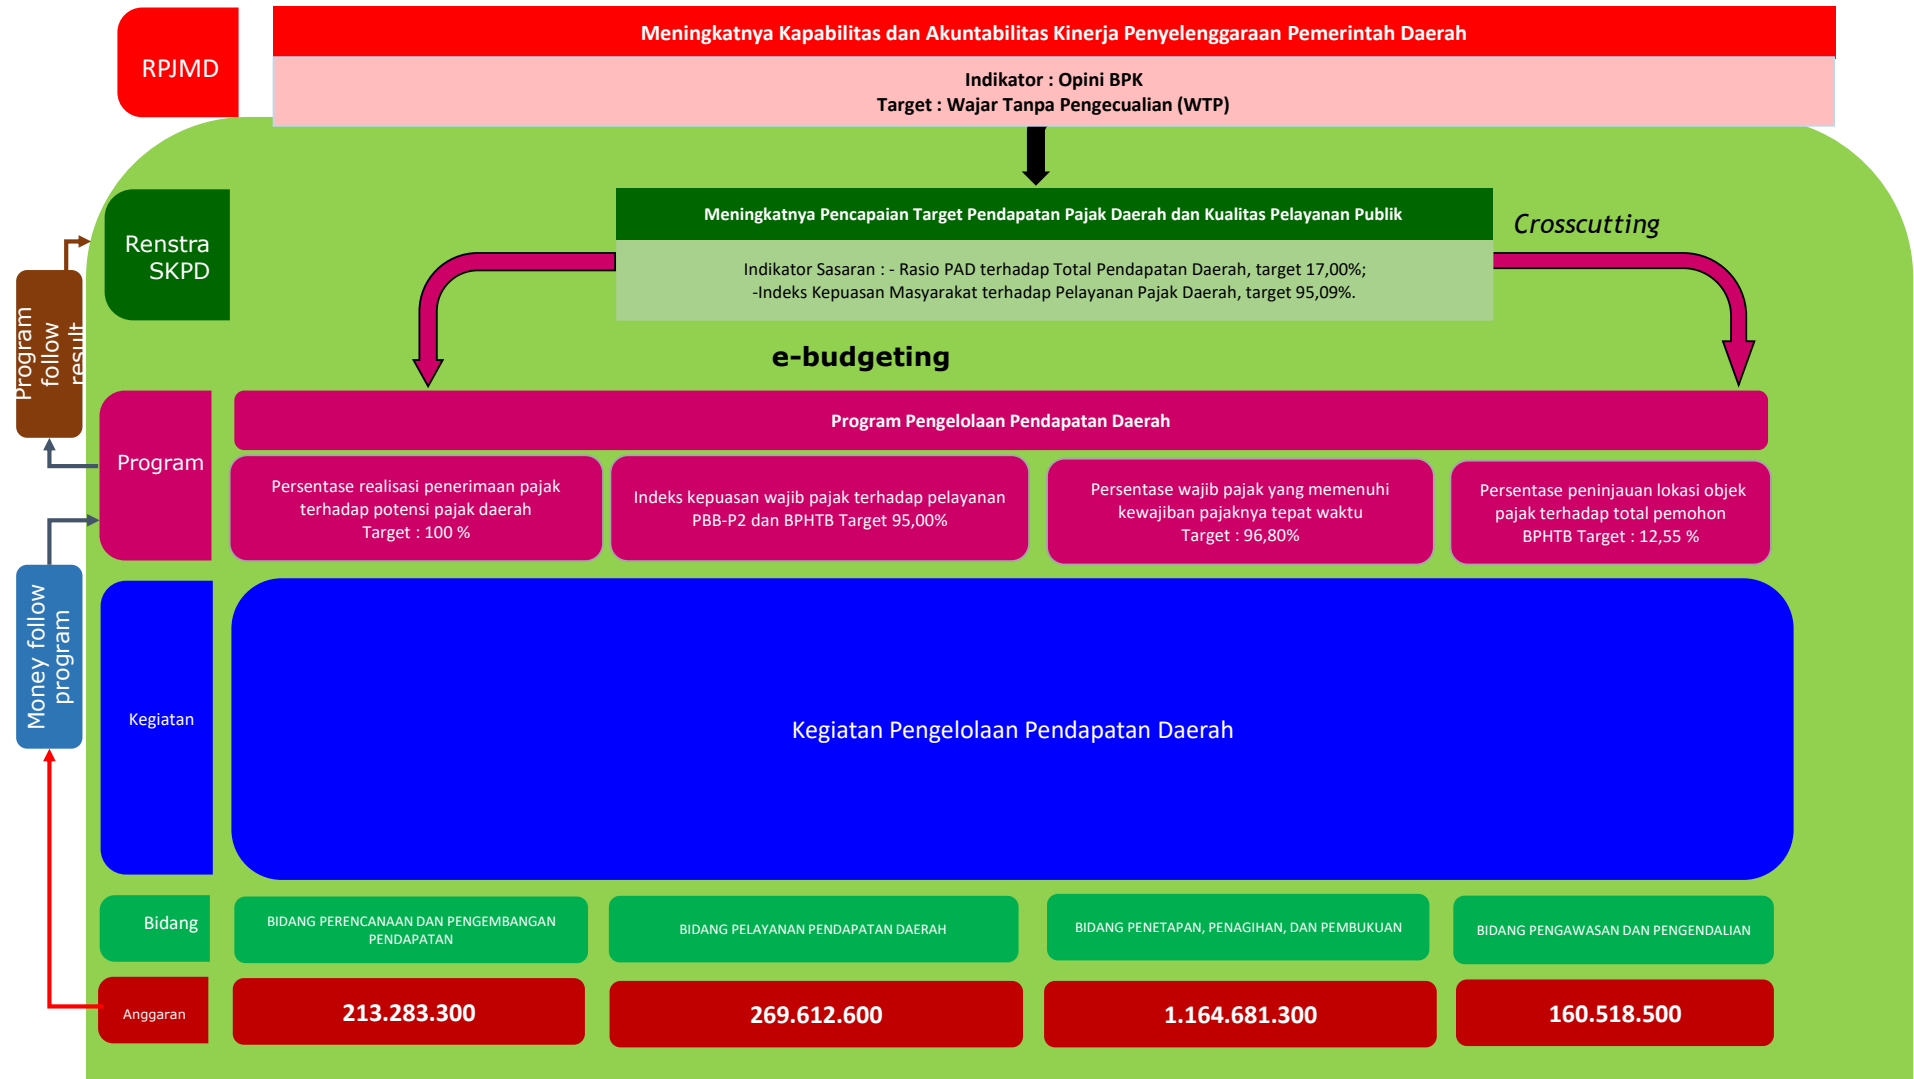 RPJMD
Meningkatnya Kapabilitas dan Akuntabilitas Kinerja Penyelenggaraan Pemerintah Daerah
Indikator : Opini BPK
Target : Wajar Tanpa Pengecualian (WTP)
Renstra
SKPD
Meningkatnya Pencapaian Target Pendapatan Pajak Daerah dan Kualitas Pelayanan Publik
Indikator Sasaran : - Rasio PAD terhadap Total Pendapatan Daerah, target 17,00%;
-Indeks Kepuasan Masyarakat terhadap Pelayanan Pajak Daerah, target 95,09%.
Crosscutting
e-budgeting
Program
follow
result
Program
Program Pengelolaan Pendapatan Daerah
Persentase realisasi penerimaan pajak
terhadap potensi pajak daerah
Target : 100 %
Indeks kepuasan wajib pajak terhadap pelayanan
PBB-P2 dan BPHTB Target 95,00%
Persentase wajib pajak yang memenuhi
kewajiban pajaknya tepat waktu
Target : 96,80%
Persentase peninjauan lokasi objek
pajak terhadap total pemohon
BPHTB Target : 12,55 %
Money follow
program
Kegiatan
Kegiatan Pengelolaan Pendapatan Daerah
Bidang
BIDANG PERENCANAAN DAN PENGEMBANGAN
PENDAPATAN
BIDANG PELAYANAN PENDAPATAN DAERAH
BIDANG PENETAPAN, PENAGIHAN, DAN PEMBUKUAN
BIDANG PENGAWASAN DAN PENGENDALIAN
Anggaran
213.283.300
269.612.600
1.164.681.300
160.518.500